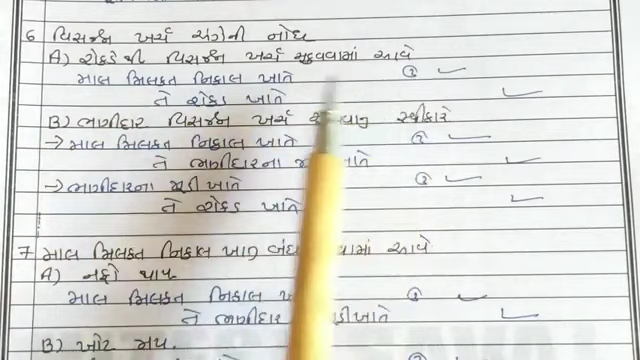 6 વિસર્જન ખર્ચ અંગેની નોંધ
A) રોકડેથી વિસર્જન ખર્ચ ચુકવવામાં આવે
માલ મિલકત નિકાલ ખાતે ઉ
તે રોકડ ખાતે
B) ભાગીદાર વિસર્જન ખર્ચ સ્વીકારે
→ માલ મિલકત નિકાલ ખાતે ઉ
તે ભાગીદારના ખાતે
→ ભાગીદારના મૂડી ખાતે ઉ
તે રોકડ ખાતે
7 માલ મિલકત નિકાલ ખાતુ બંધ આવે
A) નફો થાય.
માલ મિલકત નિકાલ ઉ
તે ભાગીદાર
B) ખોટ જાય.